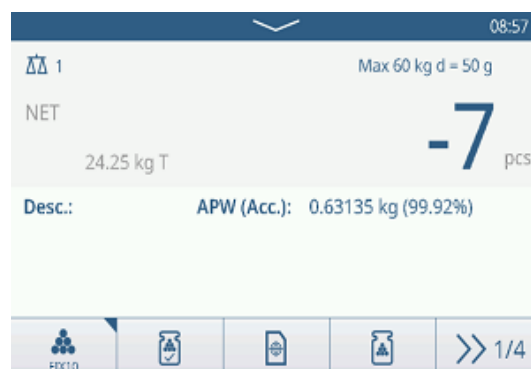 08:57
1 Max 60 kg d = 50 g
NET
-7 pcs
24.25 kg T
Desc.: APW (Acc.): 0.63135 kg (99.92%)
FIX10 1/4